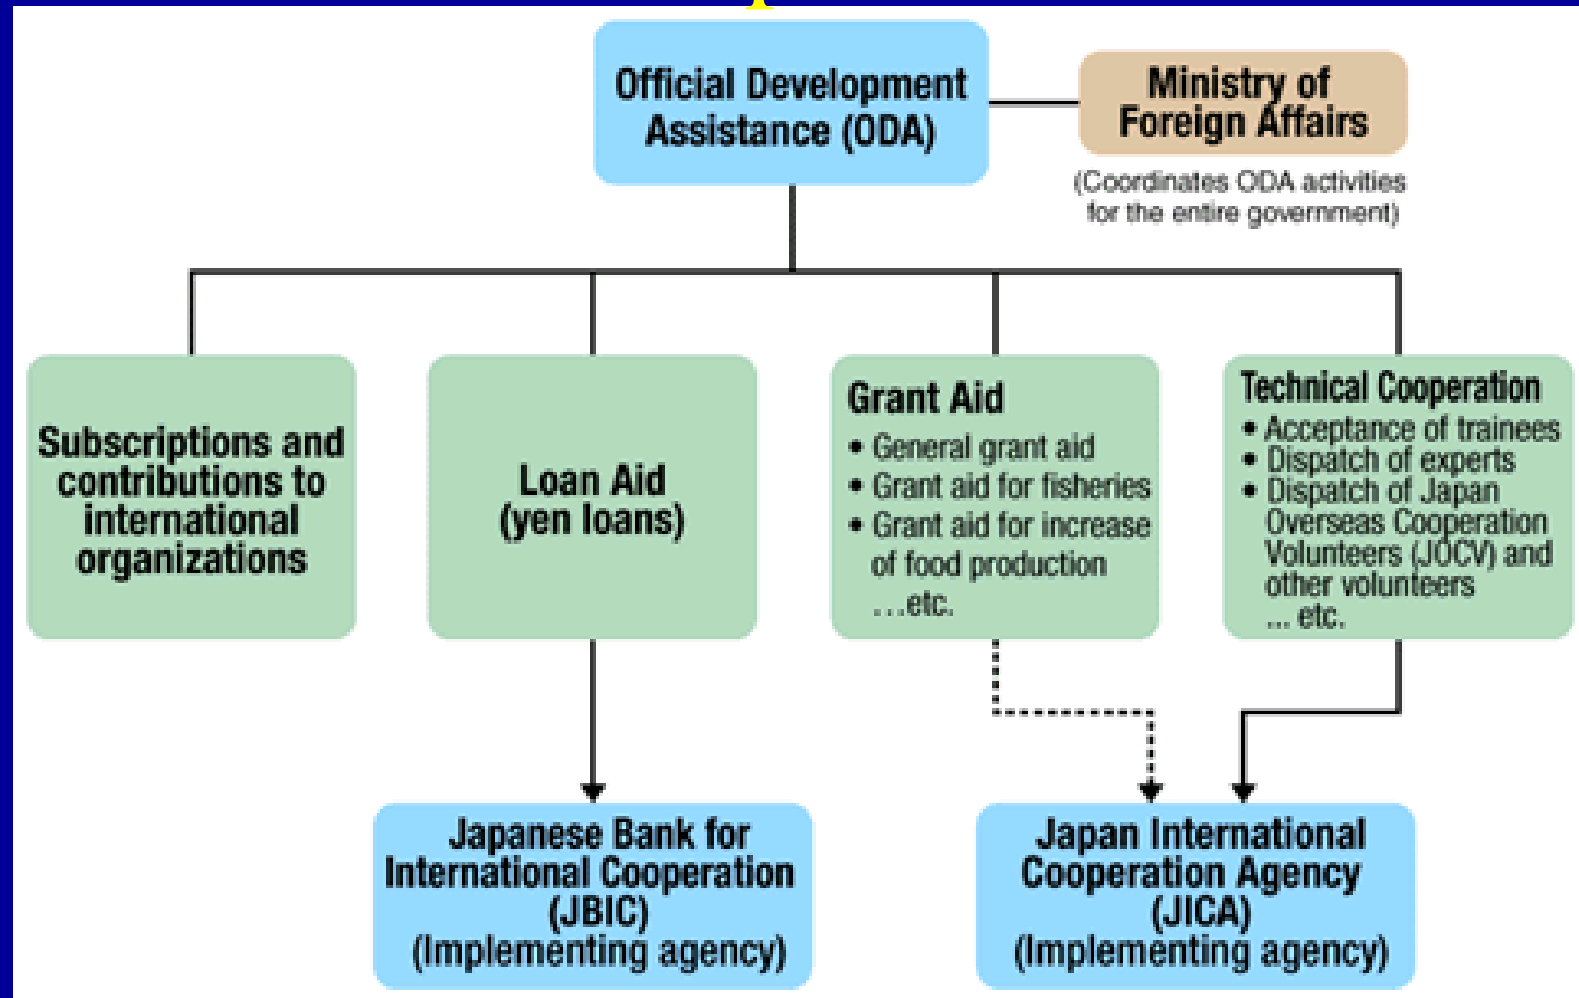 Official Development
Assistance (ODA)
Ministry of
Foreign Affairs
(Coordinates ODA activities
for the entire government)
Subscriptions and
contributions to
international
organizations
Loan Aid
(yen loans)
Grant Aid
• General grant aid
• Grant aid for fisheries
• Grant aid for increase
of food production
...etc.
Technical Cooperation
• Acceptance of trainees
• Dispatch of experts
• Dispatch of Japan
Overseas Cooperation
Volunteers (JOCV) and
other volunteers
... etc.
Japanese Bank for
International Cooperation
(JBIC)
(Implementing agency)
Japan International
Cooperation Agency
(JICA)
(Implementing agency)